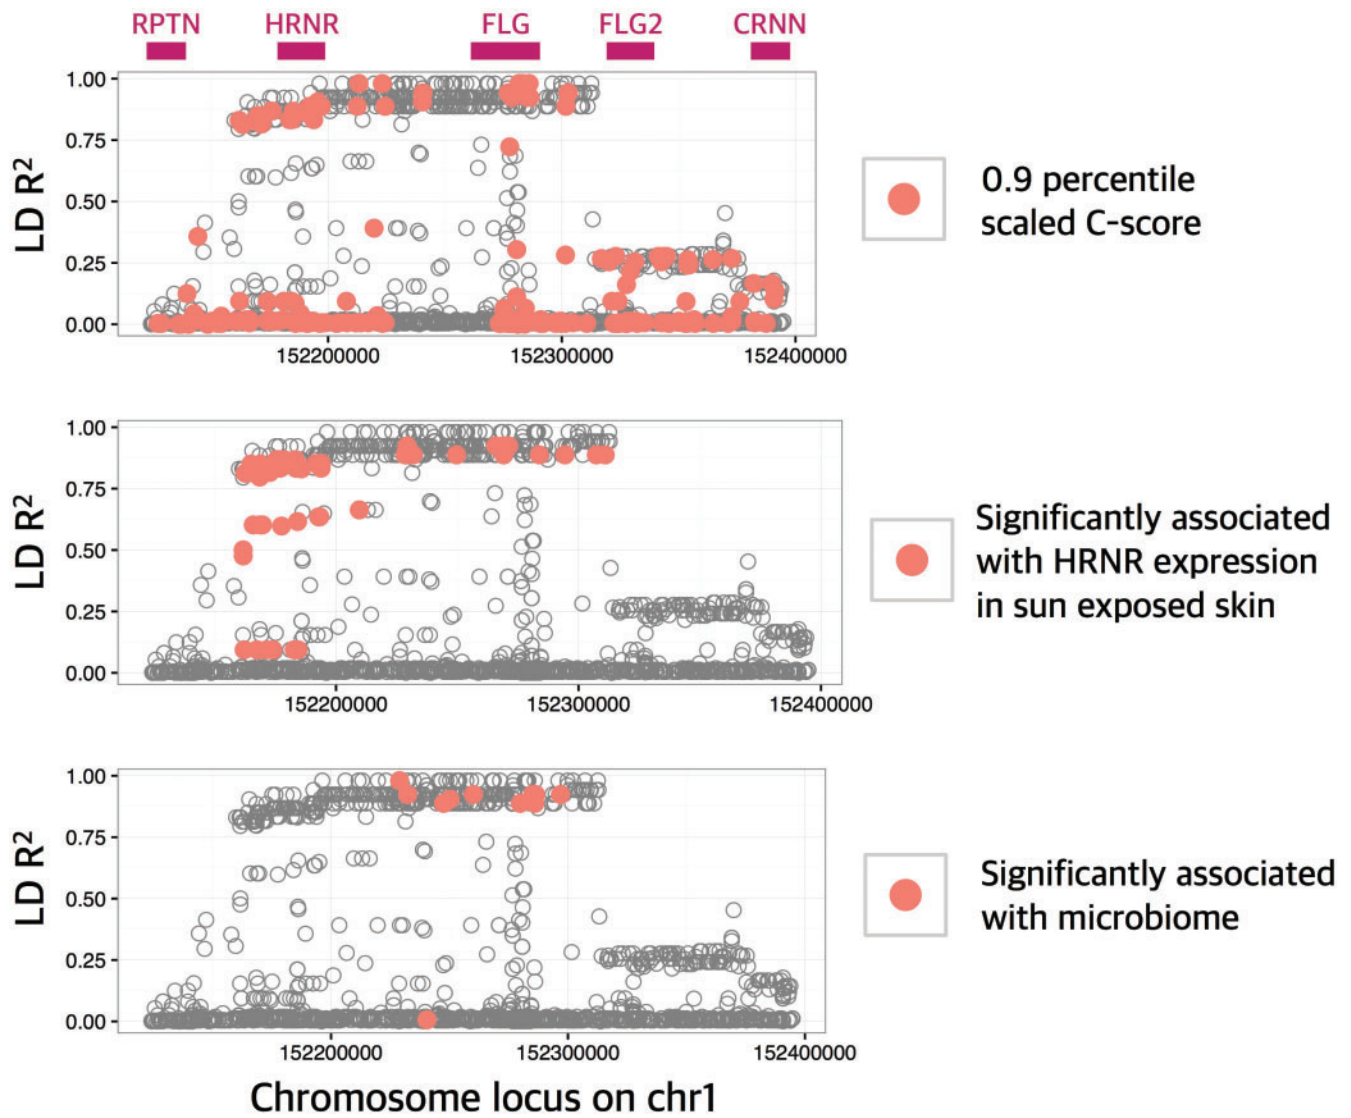 RPTN HRNR FLG FLG2 CRNN
LD R²
1.00
0.75
0.50
0.25
0.00
152200000 152300000 152400000
0.9 percentile
scaled C-score
LD R²
1.00
0.75
0.50
0.25
0.00
152200000 152300000 152400000
Significantly associated
with HRNR expression
in sun exposed skin
LD R²
1.00
0.75
0.50
0.25
0.00
152200000 152300000 152400000
Significantly associated
with microbiome
Chromosome locus on chr1